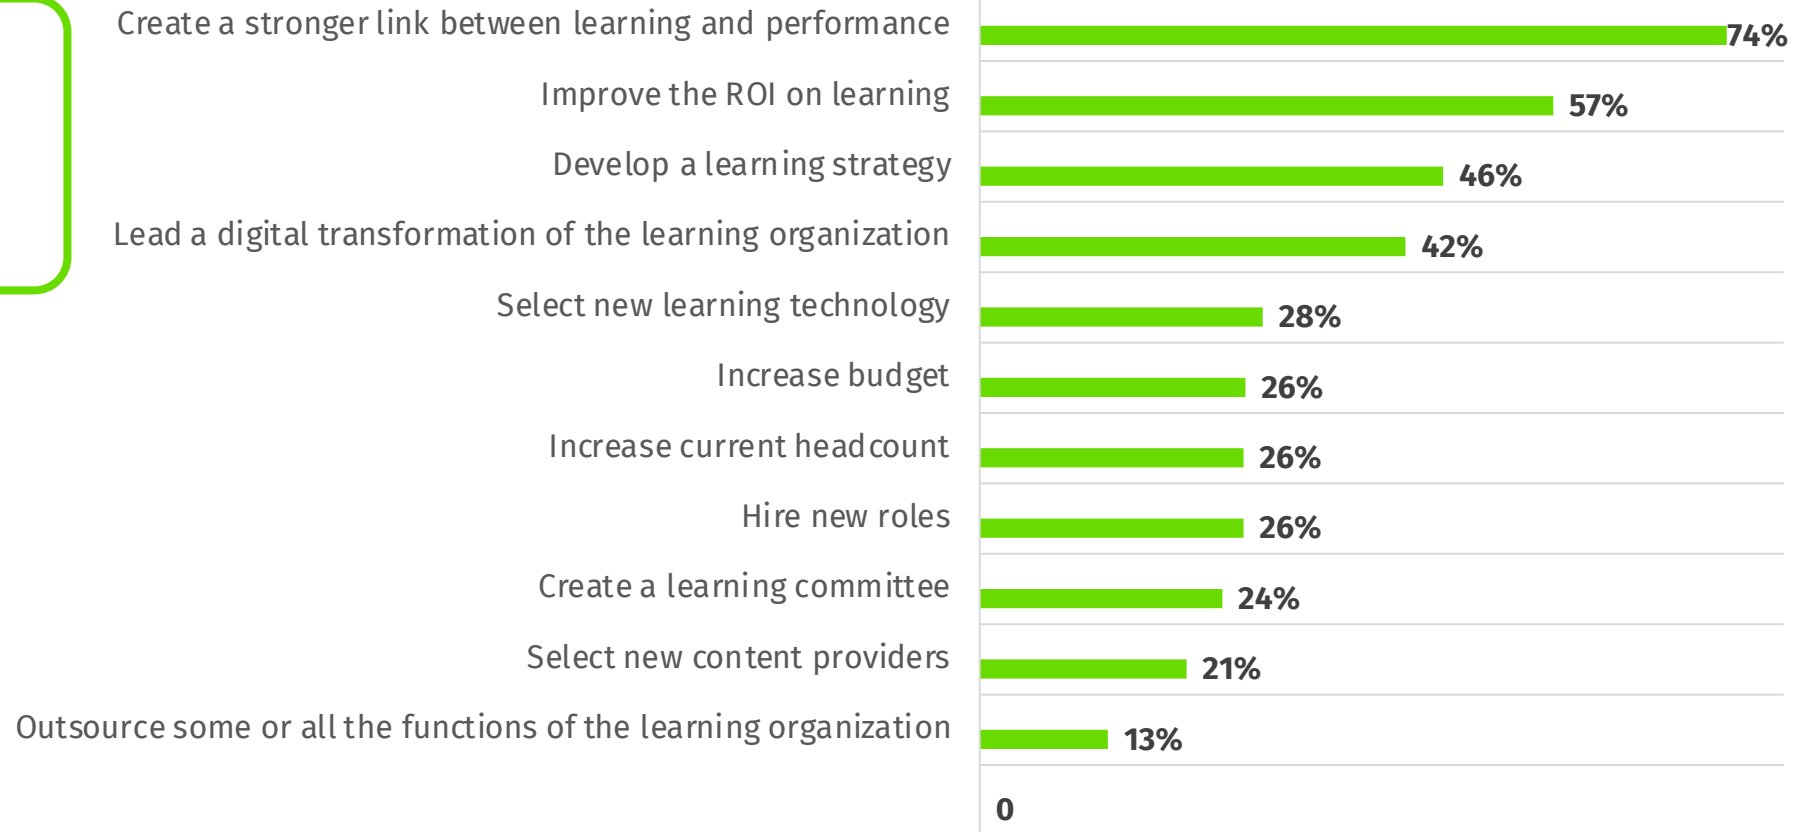 Create a stronger link between learning and performance 74%
Improve the ROI on learning 57%
Develop a learning strategy 46%
Lead a digital transformation of the learning organization 42%
Select new learning technology 28%
Increase budget 26%
Increase current headcount 26%
Hire new roles 26%
Create a learning committee 24%
Select new content providers 21%
Outsource some or all the functions of the learning organization 13%
0